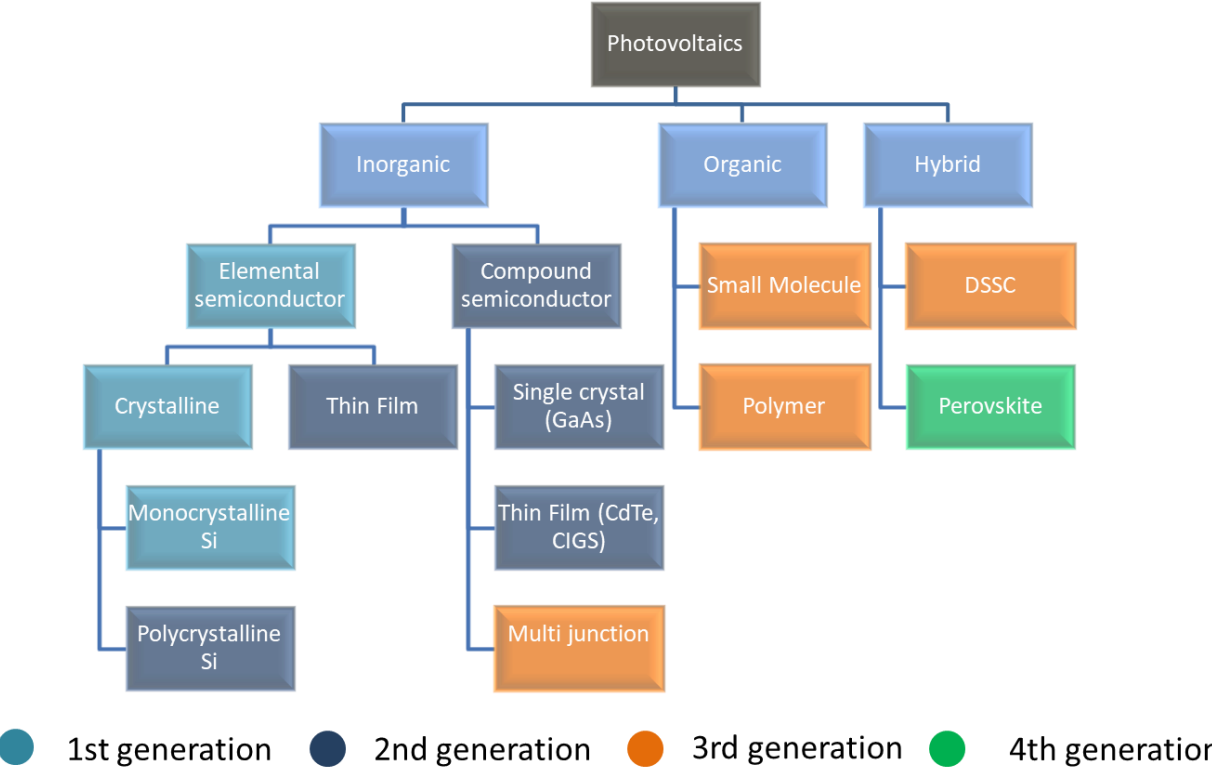 Photovoltaics
Inorganic
Organic
Hybrid
Elemental
semiconductor
Compound
semiconductor
Small Molecule
DSSC
Crystalline
Thin Film
Single crystal
(GaAs)
Polymer
Perovskite
Monocrystalline
Si
Thin Film (CdTe,
CIGS)
Polycrystalline
Si
Multi junction
1st generation
2nd generation
3rd generation
4th generation